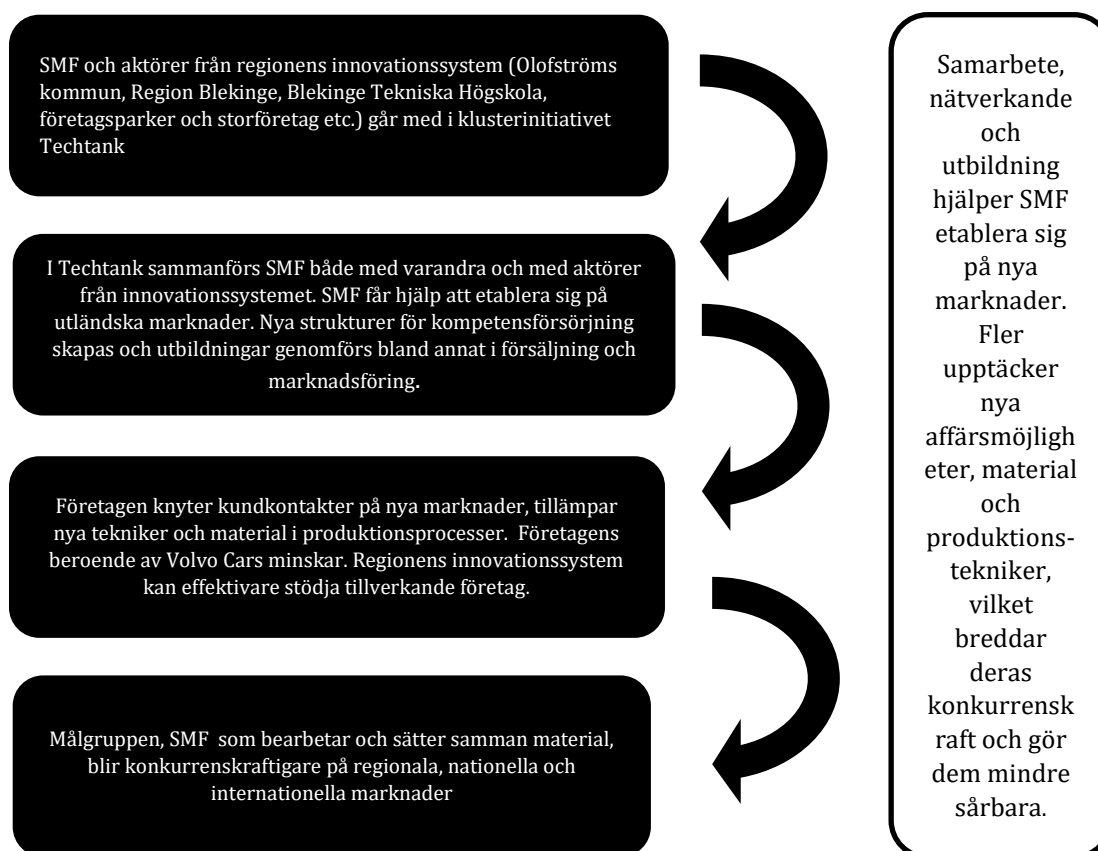 SMF och aktörer från regionens innovationssystem (Olofströms
kommun, Region Blekinge, Blekinge Tekniska Högskola,
företagsparker och storföretag etc.) går med i klusterinitiativet
Techtank
I Techtank sammanförs SMF både med varandra och med aktörer
från innovationssystemet. SMF får hjälp att etablera sig på
utländska marknader. Nya strukturer för kompetensförsörjning
skapas och utbildningar genomförs bland annat i försäljning och
marknadsföring.
Företagen knyter kundkontakter på nya marknader, tillämpar
nya tekniker och material i produktionsprocesser. Företagens
beroende av Volvo Cars minskar. Regionens innovationssystem
kan effektivare stödja tillverkande företag.
Målgruppen, SMF som bearbetar och sätter samman material,
blir konkurrenskraftigare på regionala, nationella och
internationella marknader
Samarbete,
nätverkande
och
utbildning
hjälper SMF
etablera sig
på nya
marknader.
Fler
upptäcker
nya
affärsmöjligh
eter, material
och
produktions-
tekniker,
vilket
breddar
deras
konkurrensk
raft och gör
dem mindre
sårbara.